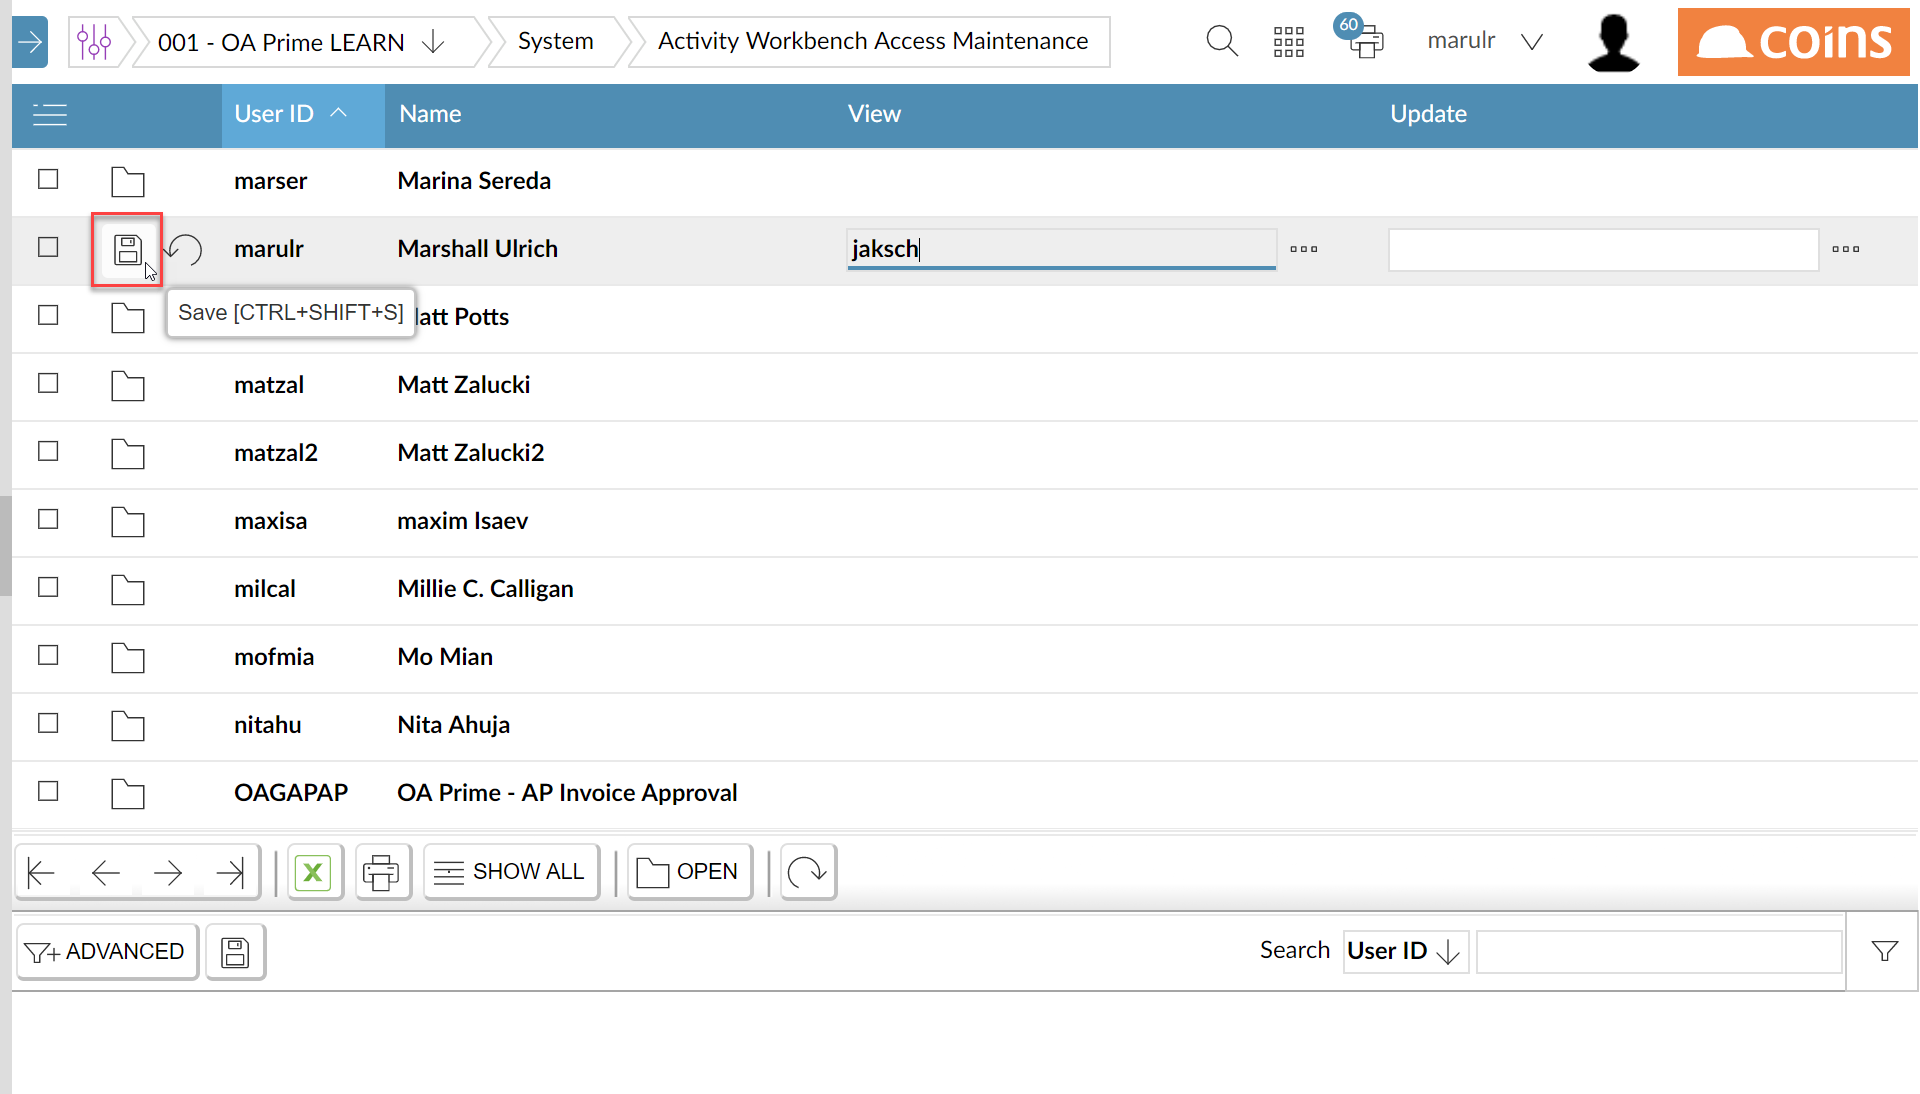 001 - OA Prime LEARN System Activity Workbench Access Maintenance 60 marulr coins
User ID Name View Update
marser Marina Sereda
marulr Marshall Ulrich jaksch
Save [CTRL+SHIFT+S] att Potts
matzal Matt Zalucki
matzal2 Matt Zalucki2
maxisa maxim Isaev
milcal Millie C. Calligan
mofmia Mo Mian
nitahu Nita Ahuja
OAGAPAP OA Prime - AP Invoice Approval
X SHOW ALL OPEN
ADVANCED Search User ID